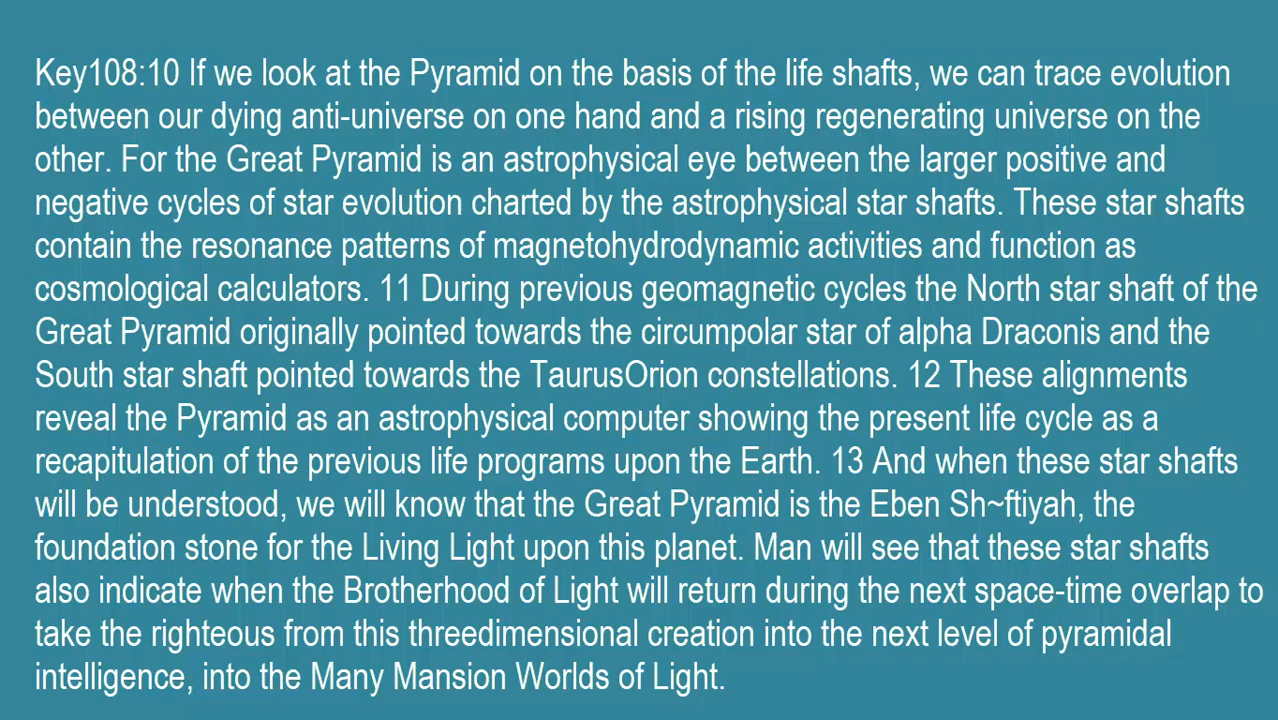 Key108:10 If we look at the Pyramid on the basis of the life shafts, we can trace evolution
between our dying anti-universe on one hand and a rising regenerating universe on the
other. For the Great Pyramid is an astrophysical eye between the larger positive and
negative cycles of star evolution charted by the astrophysical star shafts. These star shafts
contain the resonance patterns of magnetohydrodynamic activities and function as
cosmological calculators. 11 During previous geomagnetic cycles the North star shaft of the
Great Pyramid originally pointed towards the circumpolar star of alpha Draconis and the
South star shaft pointed towards the TaurusOrion constellations. 12 These alignments
reveal the Pyramid as an astrophysical computer showing the present life cycle as a
recapitulation of the previous life programs upon the Earth. 13 And when these star shafts
will be understood, we will know that the Great Pyramid is the Eben Sh~ftiyah, the
foundation stone for the Living Light upon this planet. Man will see that these star shafts
also indicate when the Brotherhood of Light will return during the next space-time overlap to
take the righteous from this threedimensional creation into the next level of pyramidal
intelligence, into the Many Mansion Worlds of Light.